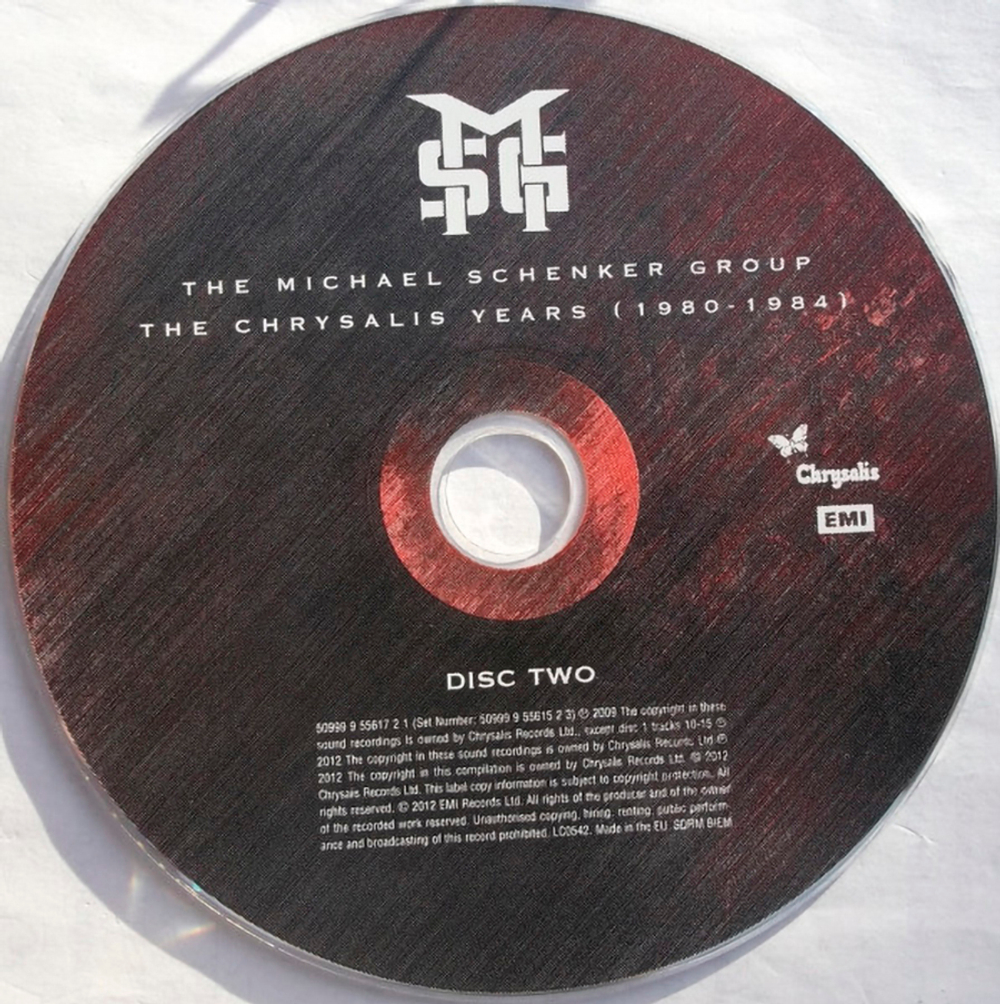 MSG
THE MICHAEL SCHENKER GROUP
THE CHRYSALIS YEARS (1980-1984)
Chrysalis
EMI
DISC TWO
50999 9 55617 2 1 (Set Number: 50999 9 55615 2 3) ℗ 2009 The copyright in these
sound recordings is owned by Chrysalis Records Ltd., except disc 1 tracks 10-15 ℗
2012 The copyright in these sound recordings is owned by Chrysalis Records Ltd ℗
2012 The copyright in this compilation is owned by Chrysalis Records Ltd. © 2012
Chrysalis Records Ltd. This label copy information is subject to copyright protection. All
rights reserved. © 2012 EMI Records Ltd. All rights of the producer and of the owner
of the recorded work reserved. Unauthorised copying, hiring, renting, public perform-
ance and broadcasting of this record prohibited. LC0542. Made in the EU. SDRM BIEM